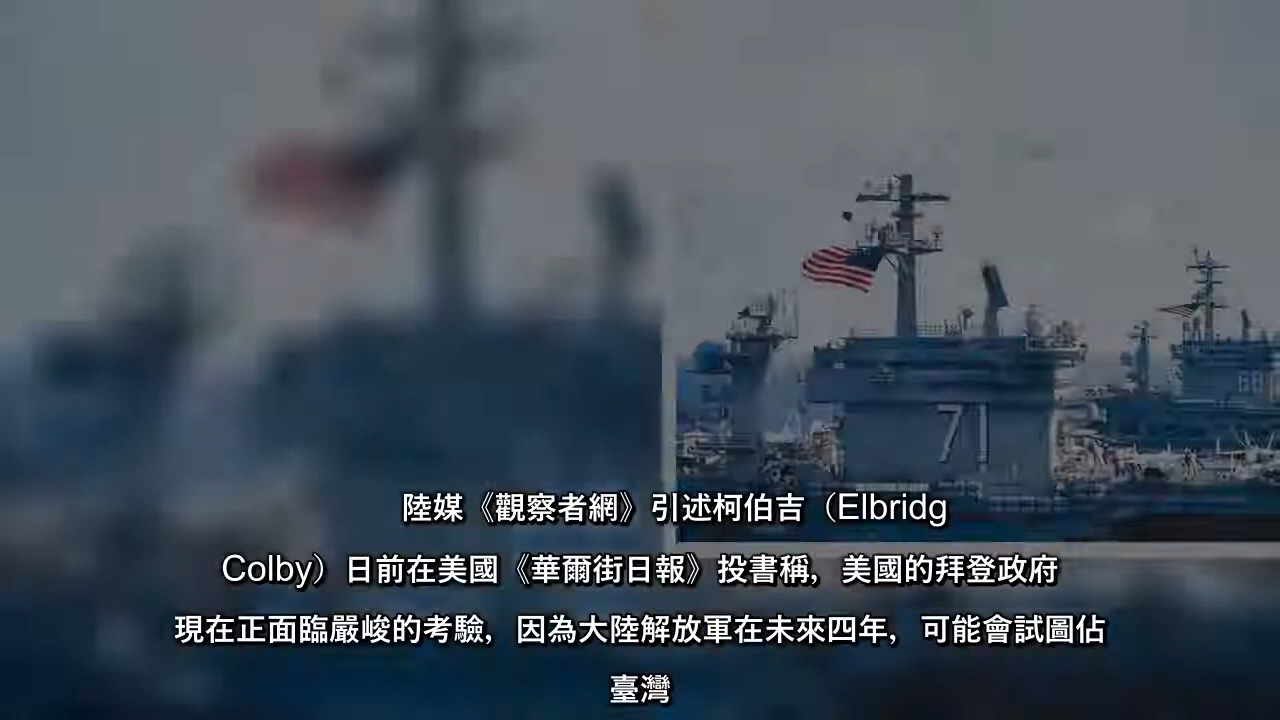 71
68
陸媒《觀察者網》引述柯伯吉（Elbridg
Colby）日前在美國《華爾街日報》投書稱，美國的拜登政府
現在正面臨嚴峻的考驗，因為大陸解放軍在未來四年，可能會試圖佔
臺灣